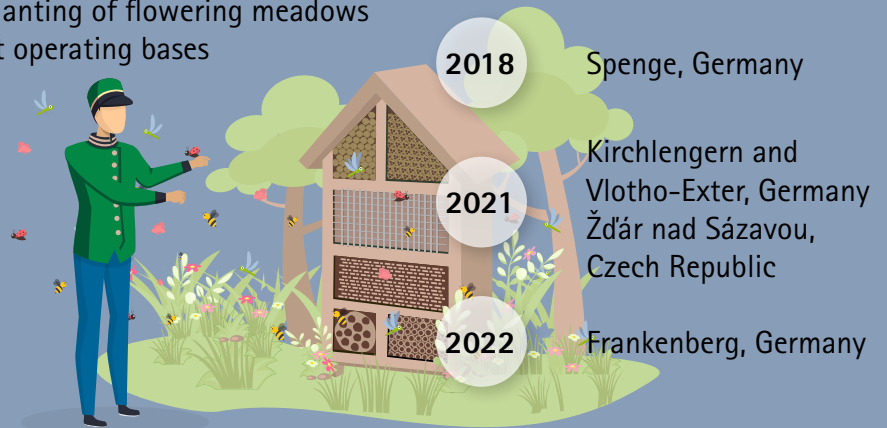 anting of flowering meadows
t operating bases
2018
Spenge, Germany
2021
Kirchlengern and
Vlotho-Exter, Germany
Žďár nad Sázavou,
Czech Republic
2022
Frankenberg, Germany